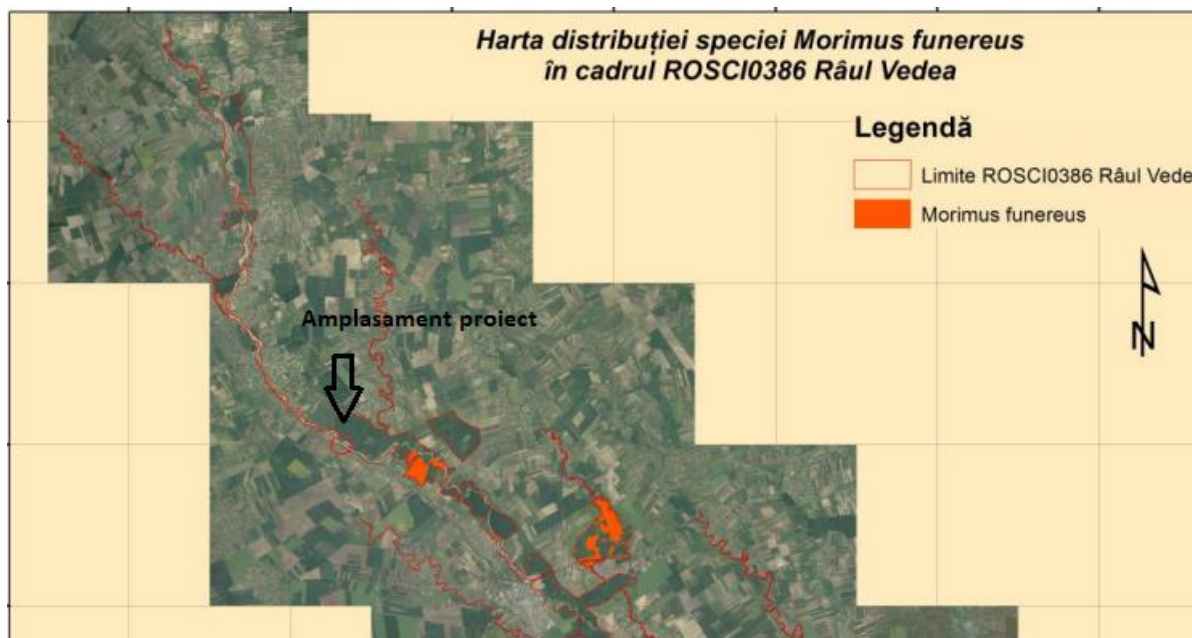 Harta distribuției speciei Morimus funereus
în cadrul ROSCI0386 Râul Vedea
Legendă
Limite ROSCI0386 Râul Vede
Morimus funereus
Amplasament proiect
N